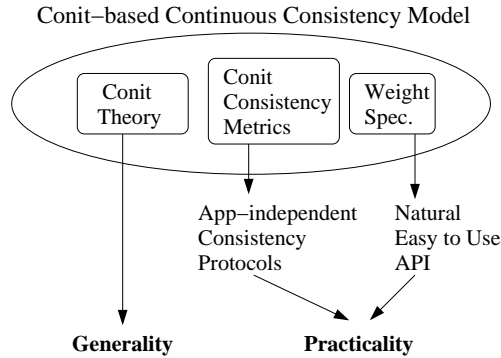 Conit-based Continuous Consistency Model
Conit
Theory
Conit
Consistency
Metrics
Weight
Spec.
App-independent
Consistency
Protocols
Natural
Easy to Use
API
Generality
Practicality